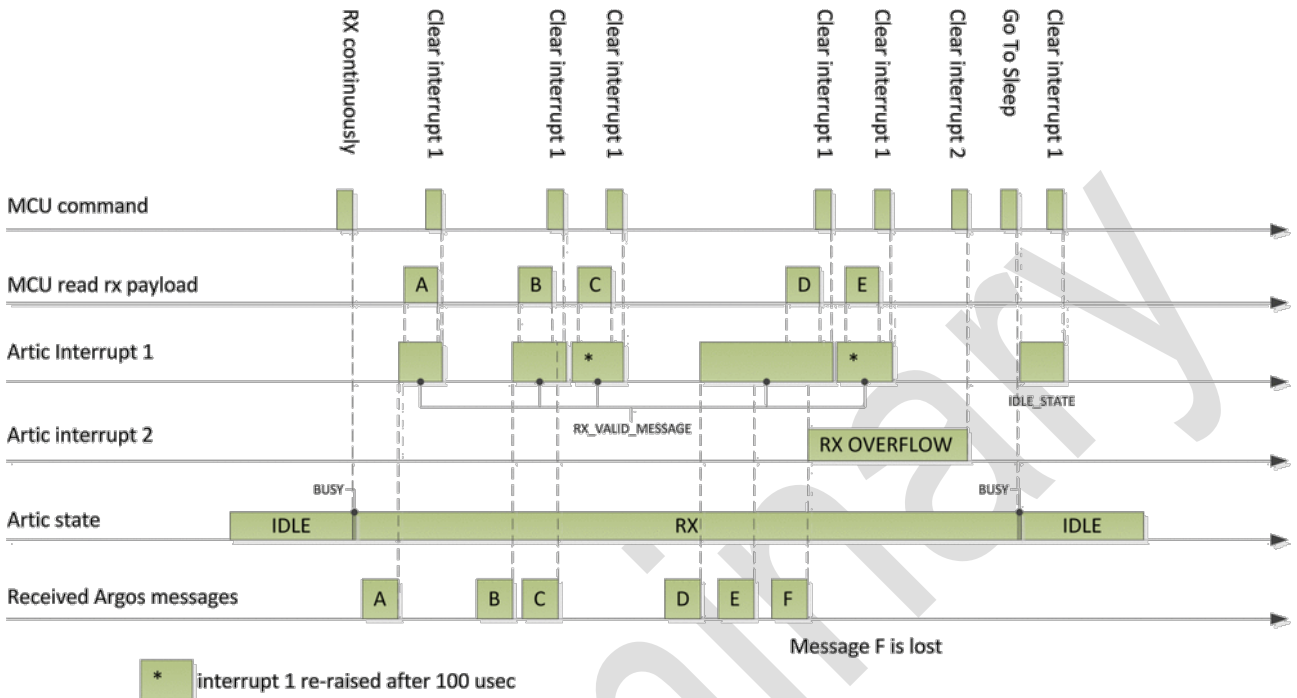 RX continuously
Clear interrupt 1
Clear interrupt 1
Clear interrupt 1
Clear interrupt 1
Clear interrupt 1
Clear interrupt 2
Go To Sleep
Clear interrupt 1
MCU command
MCU read rx payload
A
B
C
D
E
Artic Interrupt 1
*
*
IDLE_STATE
RX_VALID_MESSAGE
Artic interrupt 2
RX OVERFLOW
BUSY
BUSY
Artic state
IDLE
RX
IDLE
Received Argos messages
A
B
C
D
E
F
Message F is lost
*
interrupt 1 re-raised after 100 usec
inary